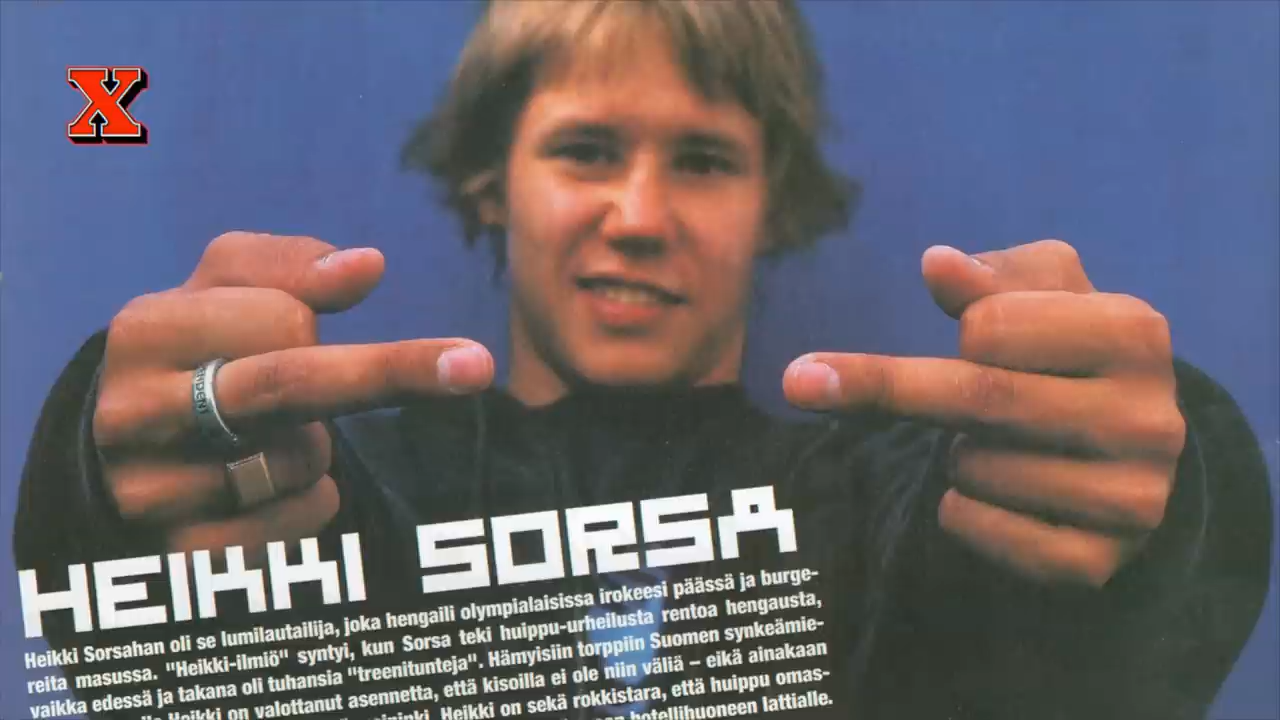 X
DENT
HEIKKI SORSA
Heikki Sorsahan oli se lumilautailija, joka hengaili olympialaisissa irokeesi päässä ja burge-
reita masussa. "Heikki-ilmiö" syntyi, kun Sorsa teki huippu-urheilusta rentoa hengausta,
vaikka edessä ja takana oli tuhansia "treenitunteja". Hämyisiin torppiin Suomen synkeämie-
Heikki on valottanut asennetta, että kisoilla ei ole niin väliä – eikä ainakaan
Heikki on sekä rokkistara, että huippu omas-
hotellihuoneen lattialle.